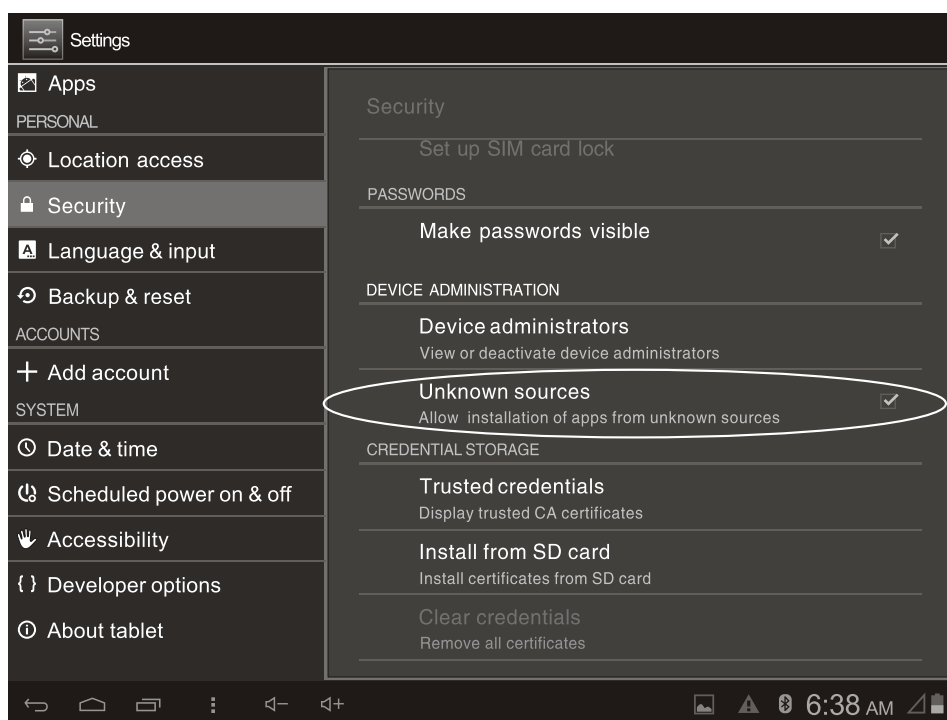 Settings
Apps
PERSONAL
Location access
Security
Language & input
Backup & reset
ACCOUNTS
Add account
SYSTEM
Date & time
Scheduled power on & off
Accessibility
{ } Developer options
About tablet
Security
Set up SIM card lock
PASSWORDS
Make passwords visible
DEVICE ADMINISTRATION
Device administrators
View or deactivate device administrators
Unknown sources
Allow installation of apps from unknown sources
CREDENTIAL STORAGE
Trusted credentials
Display trusted CA certificates
Install from SD card
Install certificates from SD card
Clear credentials
Remove all certificates
6:38 AM